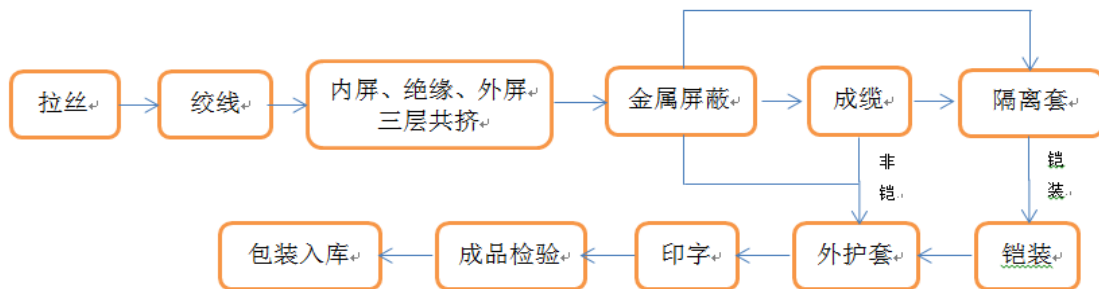 拉丝
绞线
内屏、绝缘、外屏
三层共挤
金属屏蔽
成缆
隔离套
非
铠
铠
装
包装入库
成品检验
印字
外护套
铠装